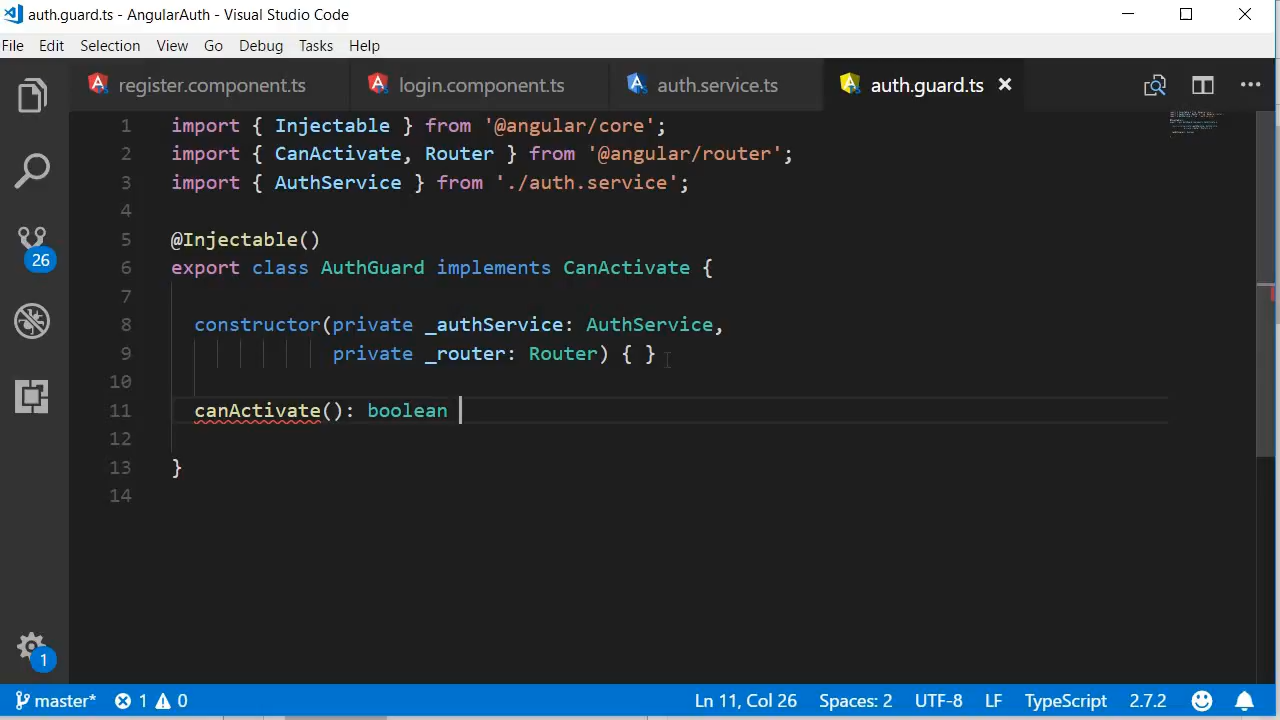 auth.guard.ts - AngularAuth - Visual Studio Code
File Edit Selection View Go Debug Tasks Help
register.component.ts login.component.ts auth.service.ts auth.guard.ts
1 import { Injectable } from '@angular/core';
2 import { CanActivate, Router } from '@angular/router';
3 import { AuthService } from './auth.service';
4
5 @Injectable()
6 export class AuthGuard implements CanActivate {
7
8 constructor(private _authService: AuthService,
9 private _router: Router) { }
10
11 canActivate(): boolean
12
13 }
14
26
1
master* 1 0 Ln 11, Col 26 Spaces: 2 UTF-8 LF TypeScript 2.7.2